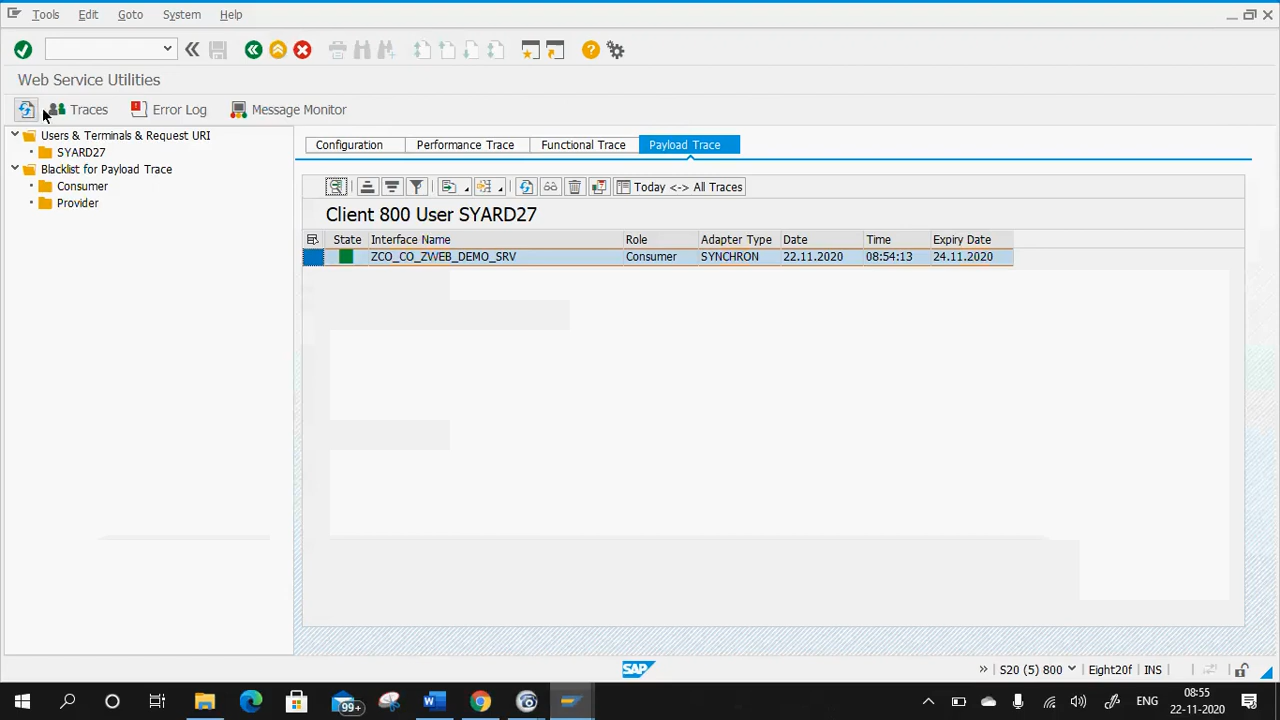 Tools Edit Goto System Help
Web Service Utilities
Traces Error Log Message Monitor
Users & Terminals & Request URI
SYARD27
Blacklist for Payload Trace
Consumer
Provider
Configuration Performance Trace Functional Trace Payload Trace
Today <-> All Traces
Client 800 User SYARD27
State Interface Name Role Adapter Type Date Time Expiry Date
ZCO_CO_ZWEB_DEMO_SRV Consumer SYNCHRON 22.11.2020 08:54:13 24.11.2020
SAP
S20 (5) 800 Eight20f INS
99+
ENG
08:55
22-11-2020